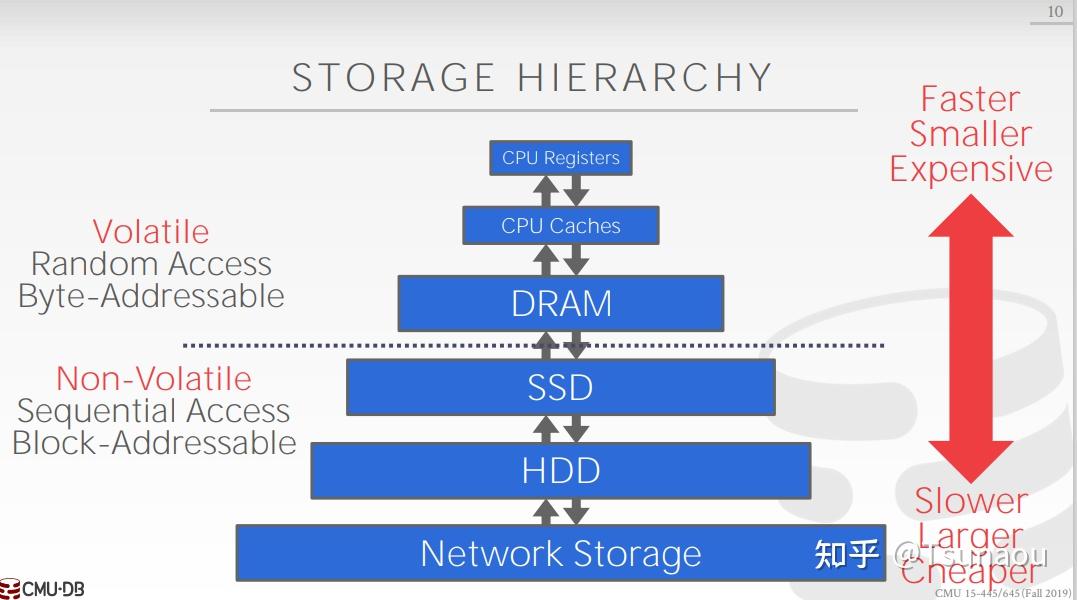 10
STORAGE HIERARCHY
Faster
Smaller
Expensive
CPU Registers
CPU Caches
Volatile
Random Access
Byte-Addressable
DRAM
Non-Volatile
Sequential Access
Block-Addressable
SSD
HDD
Slower
Larger
Cheaper
Network Storage
知乎 @Tsunaou
CMU·DB
CMU 15-445/645 (Fall 2019)